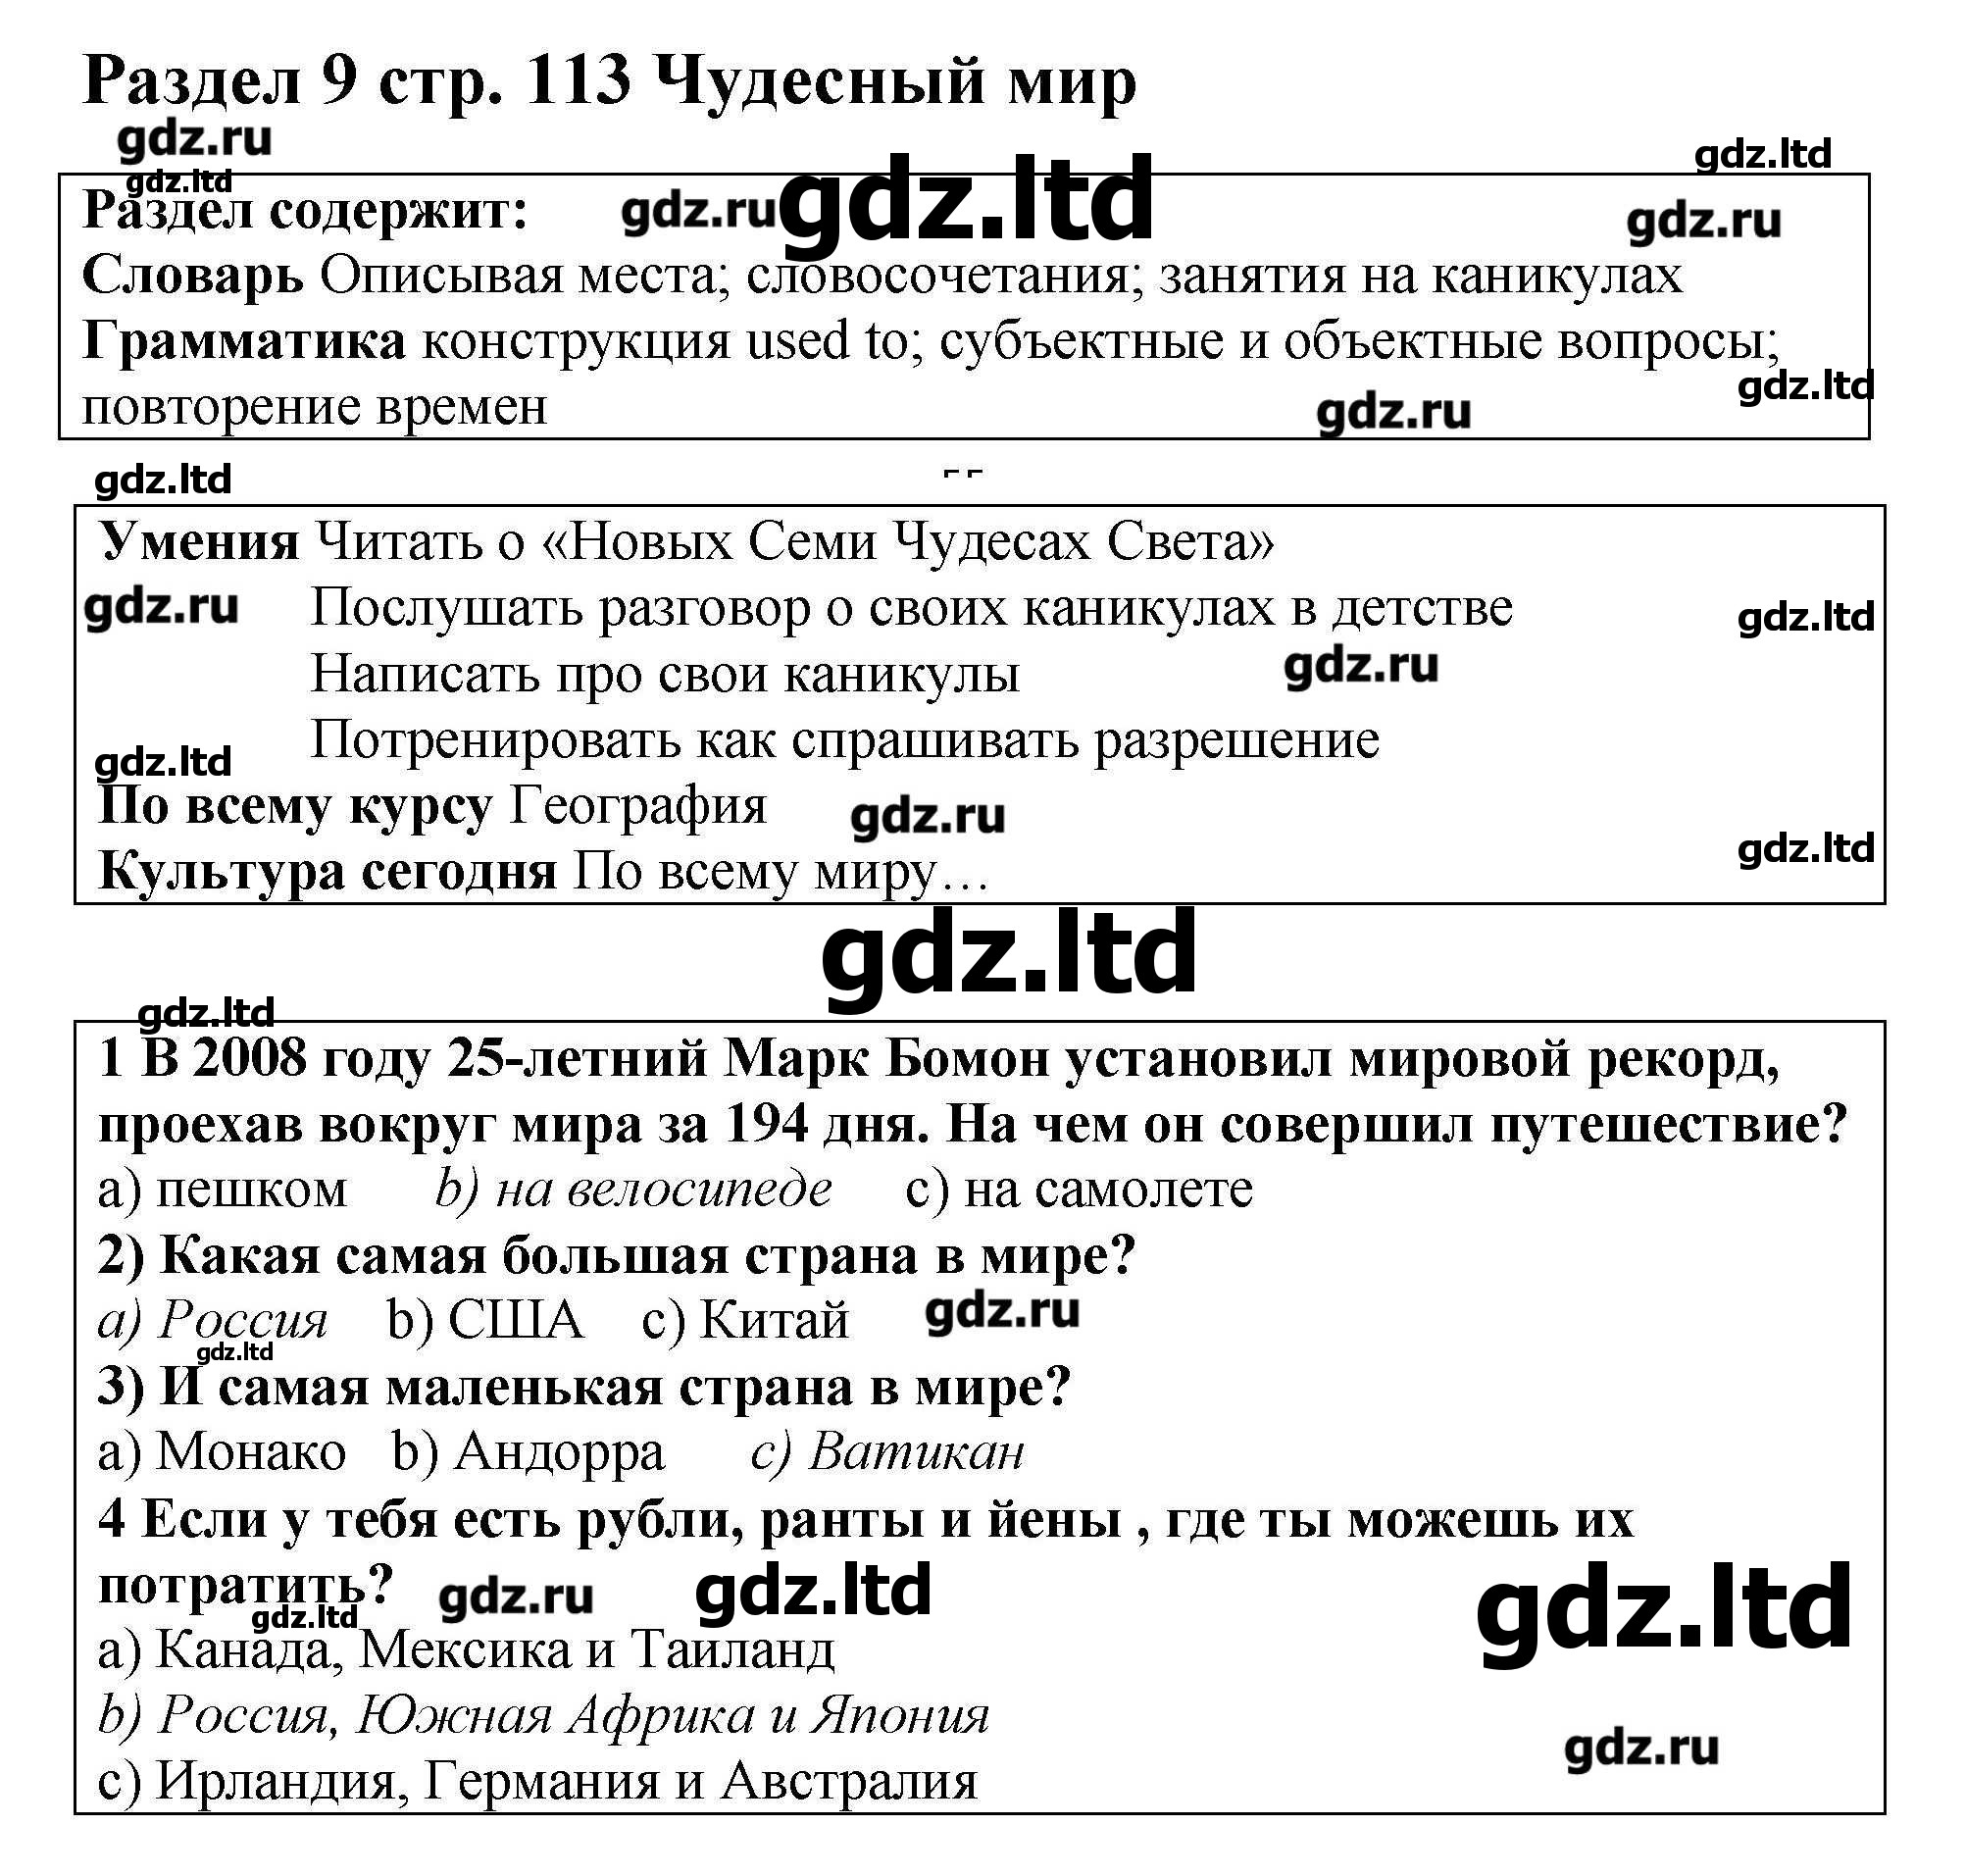 Раздел 9 стр. 113 Чудесный мир
gdz.ru
gdz.ltd
gdz.ltd
gdz.ltd
Раздел содержит:
gdz.ru
gdz.ru
Словарь Описывая места; словосочетания; занятия на каникулах
Грамматика конструкция used to; субъектные и объектные вопросы;
gdz.ltd
повторение времен
gdz.ru
gdz.ltd
Умения Читать о «Новых Семи Чудесах Света»
gdz.ru
Послушать разговор о своих каникулах в детстве
gdz.ltd
Написать про свои каникулы
gdz.ru
Потренировать как спрашивать разрешение
gdz.ltd
По всему курсу География
gdz.ru
gdz.ltd
Культура сегодня По всему миру…
gdz.ltd
gdz.ltd
1 В 2008 году 25-летний Марк Бомон установил мировой рекорд,
проехав вокруг мира за 194 дня. На чем он совершил путешествие?
a) пешком b) на велосипеде c) на самолете
2) Какая самая большая страна в мире?
a) Россия b) США c) Китай
gdz.ru
gdz.ltd
3) И самая маленькая страна в мире?
a) Монако b) Андорра c) Ватикан
4 Если у тебя есть рубли, ранты и йены , где ты можешь их
потратить?
gdz.ru
gdz.ltd
gdz.ltd
gdz.ltd
a) Канада, Мексика и Таиланд
b) Россия, Южная Африка и Япония
gdz.ru
c) Ирландия, Германия и Австралия